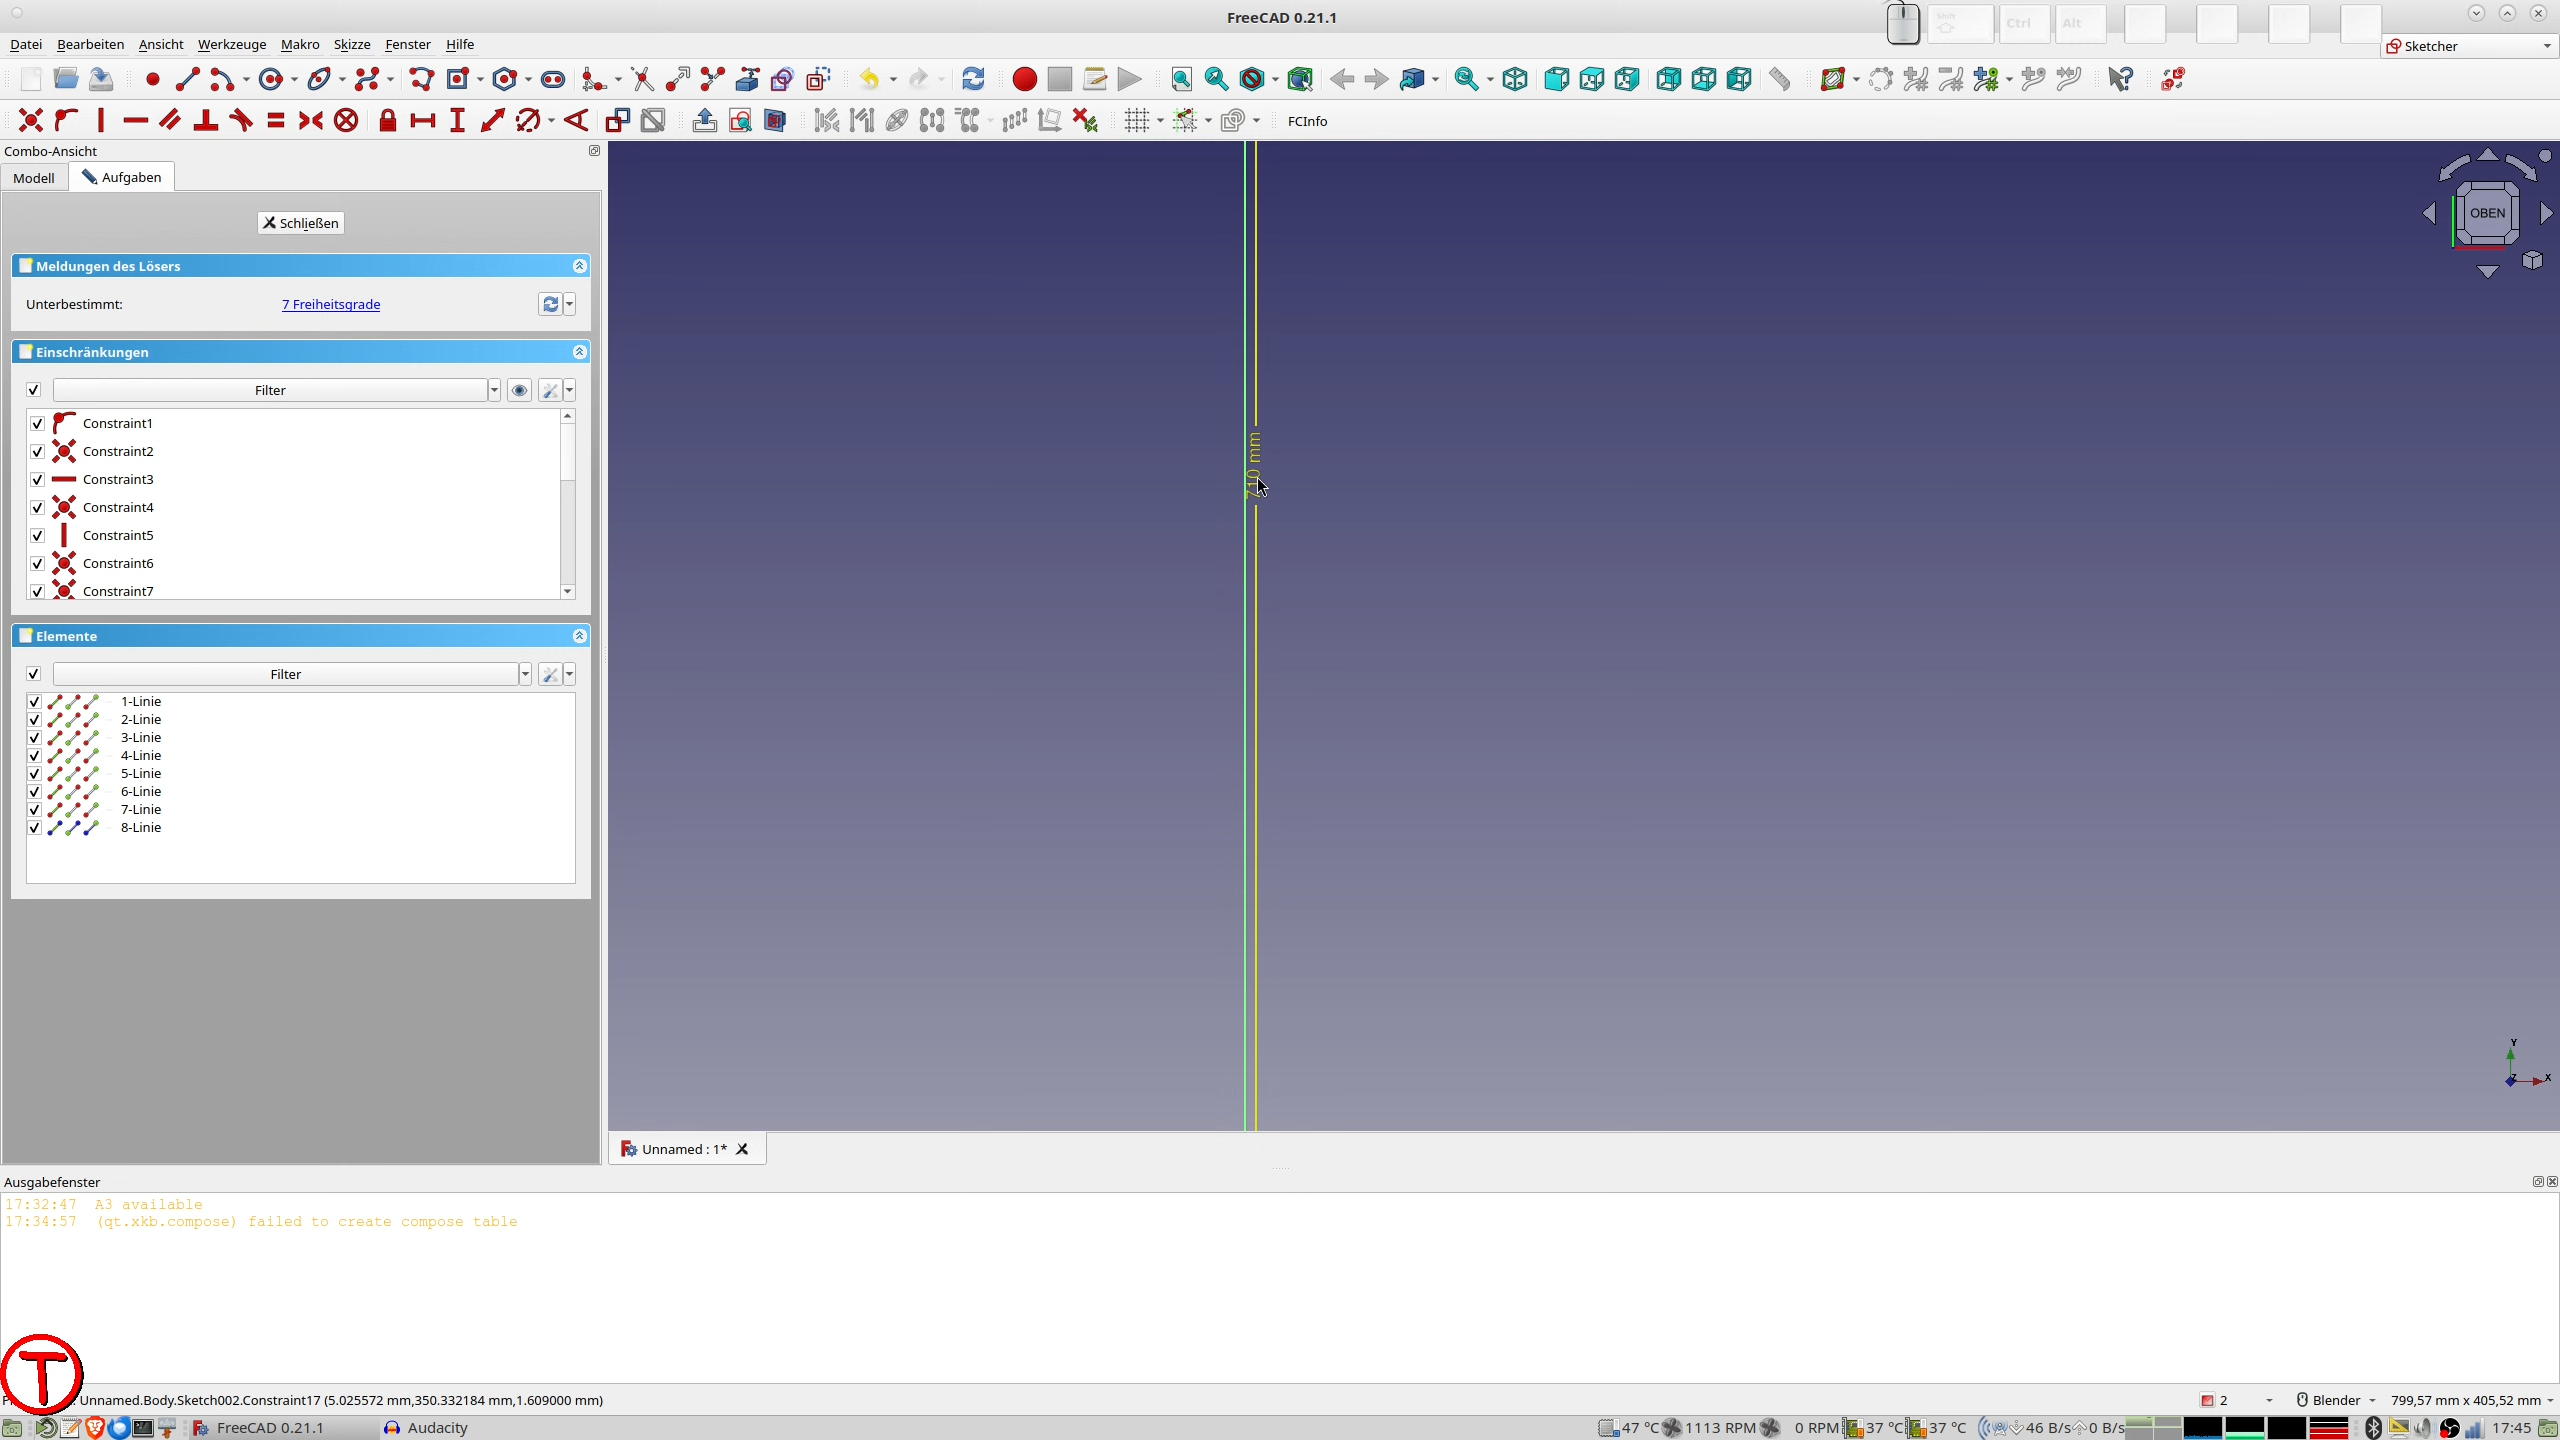 FreeCAD 0.21.1
Shift Ctrl Alt
Datei Bearbeiten Ansicht Werkzeuge Makro Skizze Fenster Hilfe
Sketcher
FCInfo
Combo-Ansicht
Modell Aufgaben
Schließen
Meldungen des Lösers
Unterbestimmt: 7 Freiheitsgrade
Einschränkungen
Filter
Constraint1
Constraint2
Constraint3
Constraint4
Constraint5
Constraint6
Constraint7
Elemente
Filter
1-Linie
2-Linie
3-Linie
4-Linie
5-Linie
6-Linie
7-Linie
8-Linie
710 mm
OBEN
Y
Z X
Unnamed : 1*
Ausgabefenster
17:32:47 A3 available
17:34:57 (qt.xkb.compose) failed to create compose table
T
Unnamed.Body.Sketch002.Constraint17 (5.025572 mm,350.332184 mm,1.609000 mm)
2 Blender 799,57 mm x 405,52 mm
FreeCAD 0.21.1 Audacity
47 °C 1113 RPM 0 RPM 37 °C 37 °C 46 B/s 0 B/s 17:45